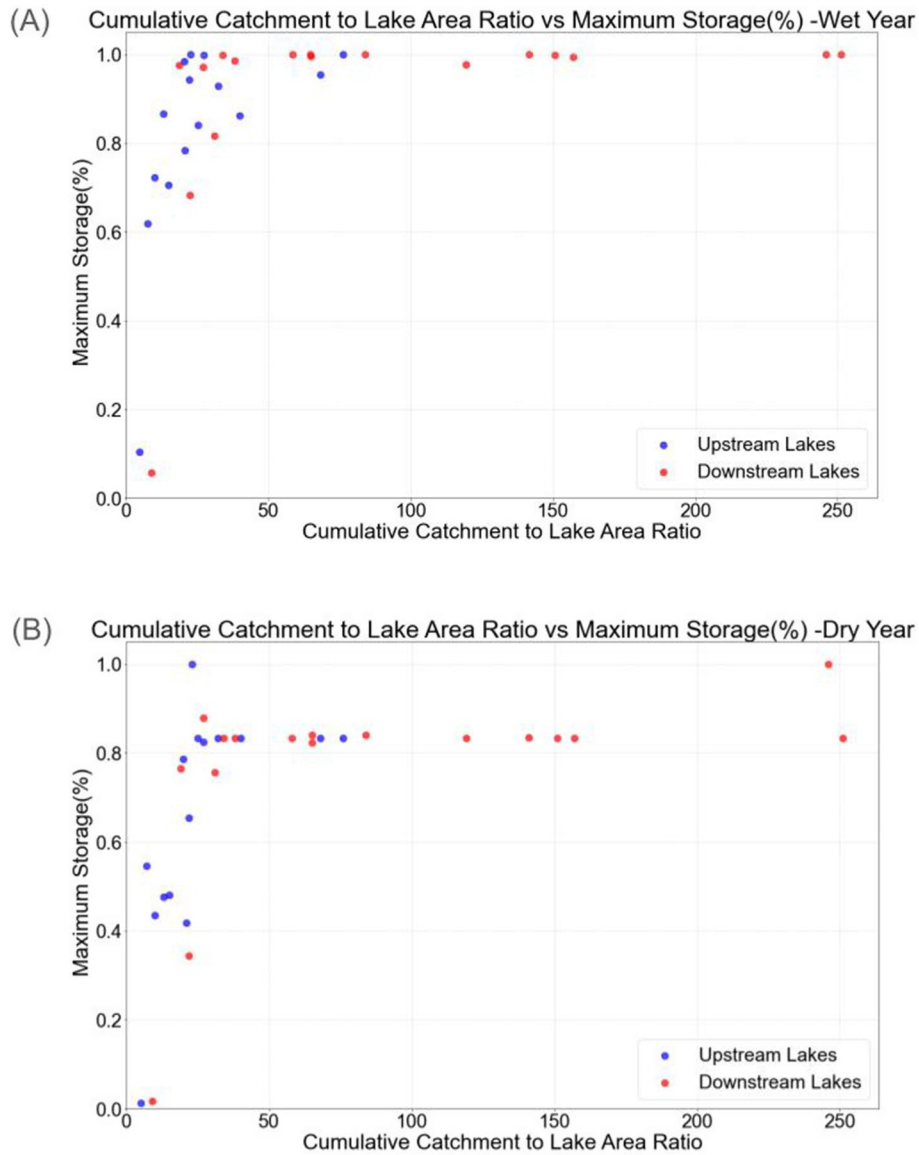 (A)
Cumulative Catchment to Lake Area Ratio vs Maximum Storage(%) -Wet Year
1.0
0.8
0.6
0.4
0.2
0.0
Maximum Storage(%)
Upstream Lakes
Downstream Lakes
0 50 100 150 200 250
Cumulative Catchment to Lake Area Ratio
(B)
Cumulative Catchment to Lake Area Ratio vs Maximum Storage(%) -Dry Year
1.0
0.8
0.6
0.4
0.2
0.0
Maximum Storage(%)
Upstream Lakes
Downstream Lakes
0 50 100 150 200 250
Cumulative Catchment to Lake Area Ratio